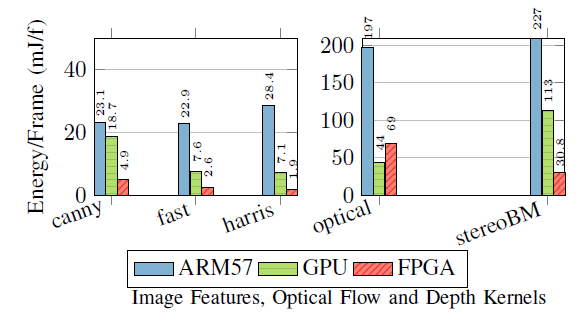 Energy/Frame (mJ/f)
40
20
0
23.1
18.7
4.9
22.9
7.6
2.6
28.4
7.1
1.9
canny
fast
harris
200
150
100
50
0
197
44
69
227
113
30.8
optical
stereoBM
ARM57 GPU FPGA
Image Features, Optical Flow and Depth Kernels